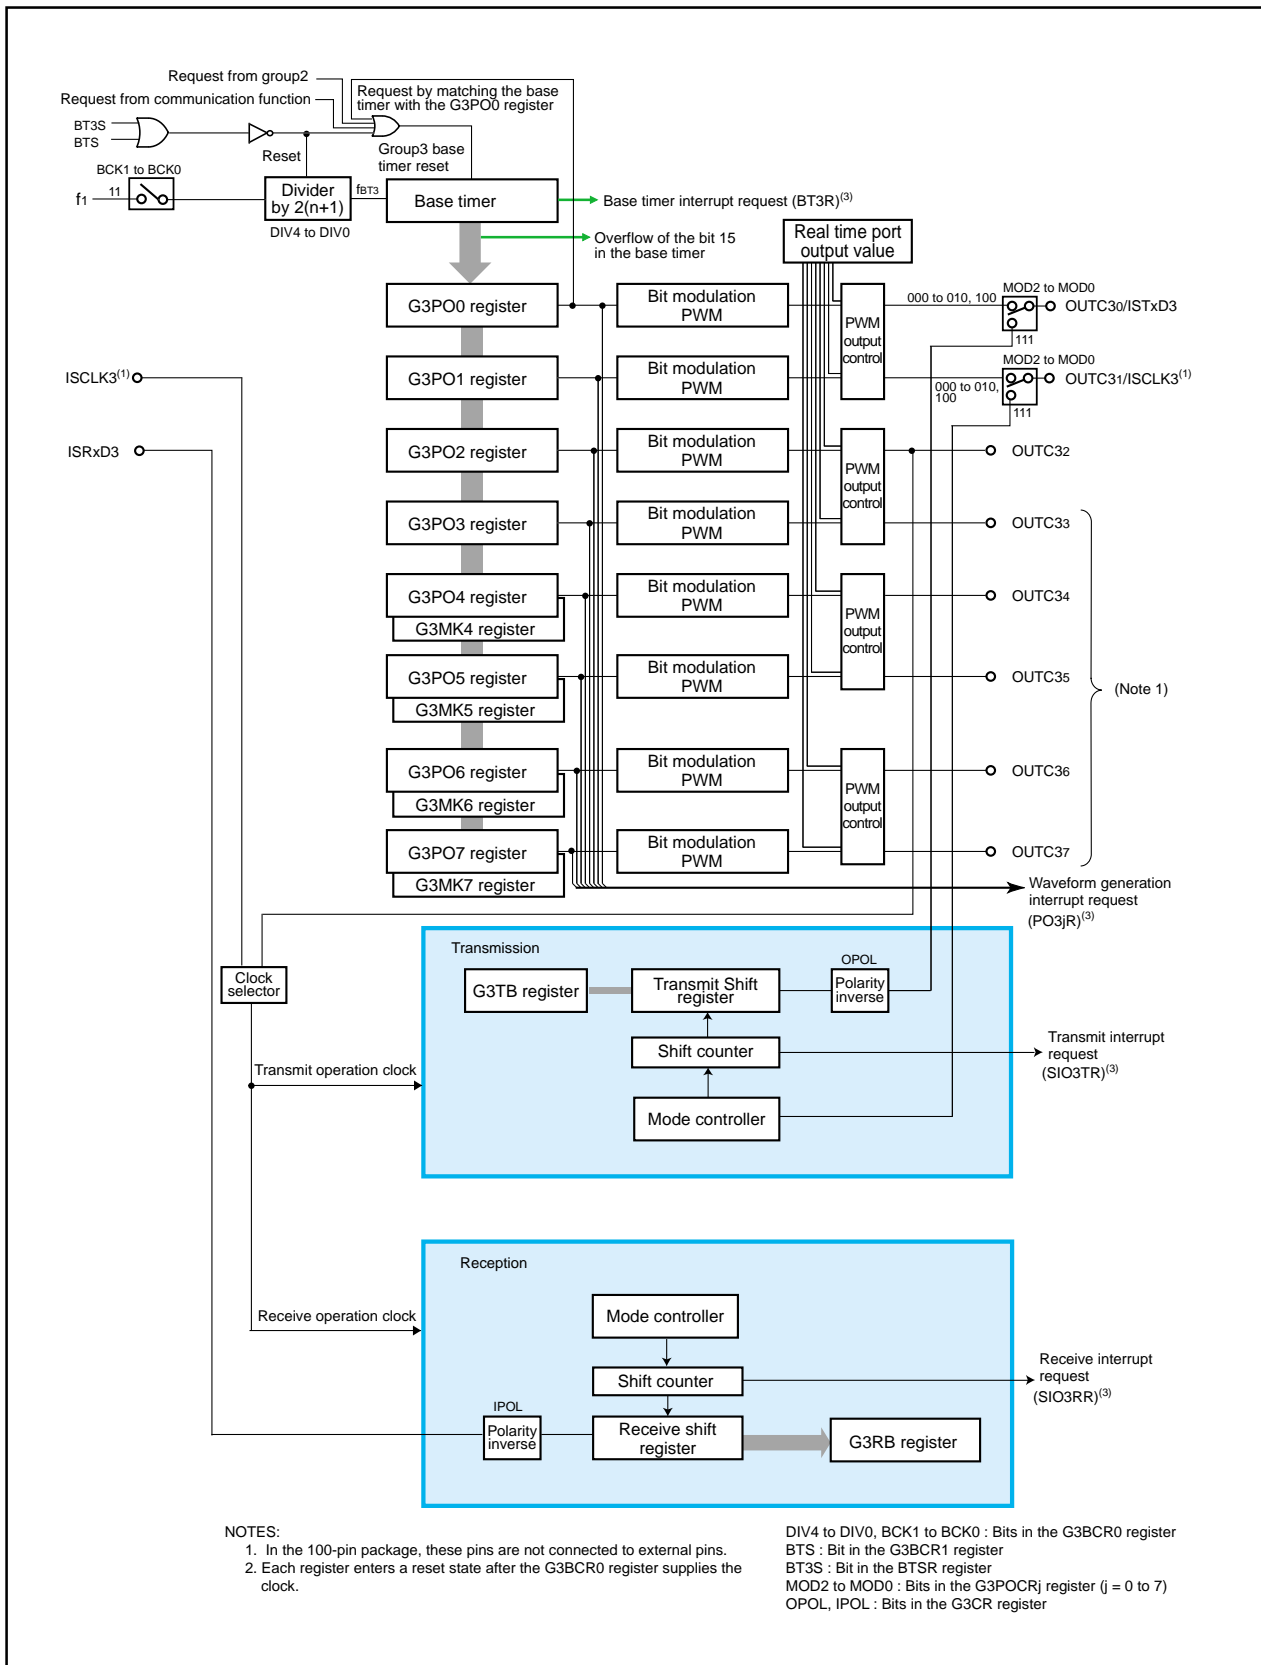 Request from group2
Request from communication function
Request by matching the base
timer with the G3PO0 register
BT3S
BTS
Reset
Group3 base
timer reset
BCK1 to BCK0
f1
11
Divider
by 2(n+1)
fBT3
Base timer
Base timer interrupt request (BT3R)(3)
DIV4 to DIV0
Overflow of the bit 15
in the base timer
Real time port
output value
G3PO0 register
Bit modulation
PWM
PWM
output
control
000 to 010, 100
MOD2 to MOD0
OUTC30/ISTxD3
111
ISCLK3(1)
G3PO1 register
Bit modulation
PWM
000 to 010,
100
MOD2 to MOD0
OUTC31/ISCLK3(1)
111
ISRxD3
G3PO2 register
Bit modulation
PWM
PWM
output
control
OUTC32
G3PO3 register
Bit modulation
PWM
OUTC33
G3PO4 register
G3MK4 register
Bit modulation
PWM
PWM
output
control
OUTC34
G3PO5 register
G3MK5 register
Bit modulation
PWM
OUTC35
(Note 1)
G3PO6 register
G3MK6 register
Bit modulation
PWM
PWM
output
control
OUTC36
G3PO7 register
G3MK7 register
Bit modulation
PWM
OUTC37
Waveform generation
interrupt request
(PO3jR)(3)
Transmission
Clock
selector
G3TB register
Transmit Shift
register
OPOL
Polarity
inverse
Shift counter
Transmit interrupt
request
(SIO3TR)(3)
Transmit operation clock
Mode controller
Reception
Receive operation clock
Mode controller
Shift counter
Receive interrupt
request
(SIO3RR)(3)
IPOL
Polarity
inverse
Receive shift
register
G3RB register
NOTES:
1. In the 100-pin package, these pins are not connected to external pins.
2. Each register enters a reset state after the G3BCR0 register supplies the
clock.
DIV4 to DIV0, BCK1 to BCK0 : Bits in the G3BCR0 register
BTS : Bit in the G3BCR1 register
BT3S : Bit in the BTSR register
MOD2 to MOD0 : Bits in the G3POCRj register (j = 0 to 7)
OPOL, IPOL : Bits in the G3CR register